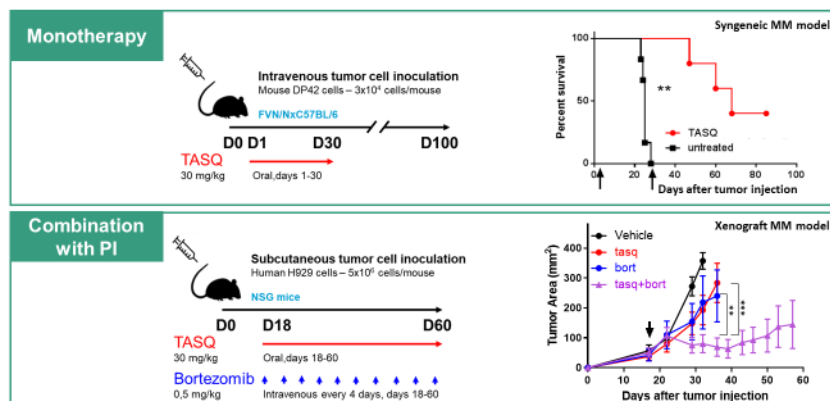 Monotherapy
Intravenous tumor cell inoculation
Mouse DP42 cells – 3x10⁴ cells/mouse
FVN/NxC57BL/6
D0 D1 D30 D100
TASQ
30 mg/kg Oral,days 1-30
Syngeneic MM model
Percent survival
100
50
0
**
TASQ
untreated
0 20 40 60 80 100
Days after tumor injection
Combination
with PI
Subcutaneous tumor cell inoculation
Human H929 cells – 5x10⁶ cells/mouse
NSG mice
D0 D18 D60
TASQ
30 mg/kg Oral,days 18-60
Bortezomib
0,5 mg/kg Intravenous every 4 days, days 18-60
Xenograft MM model
Tumor Area (mm²)
400
300
200
100
0
Vehicle
tasq
bort
tasq+bort
**
***
0 10 20 30 40 50 60
Days after tumor injection